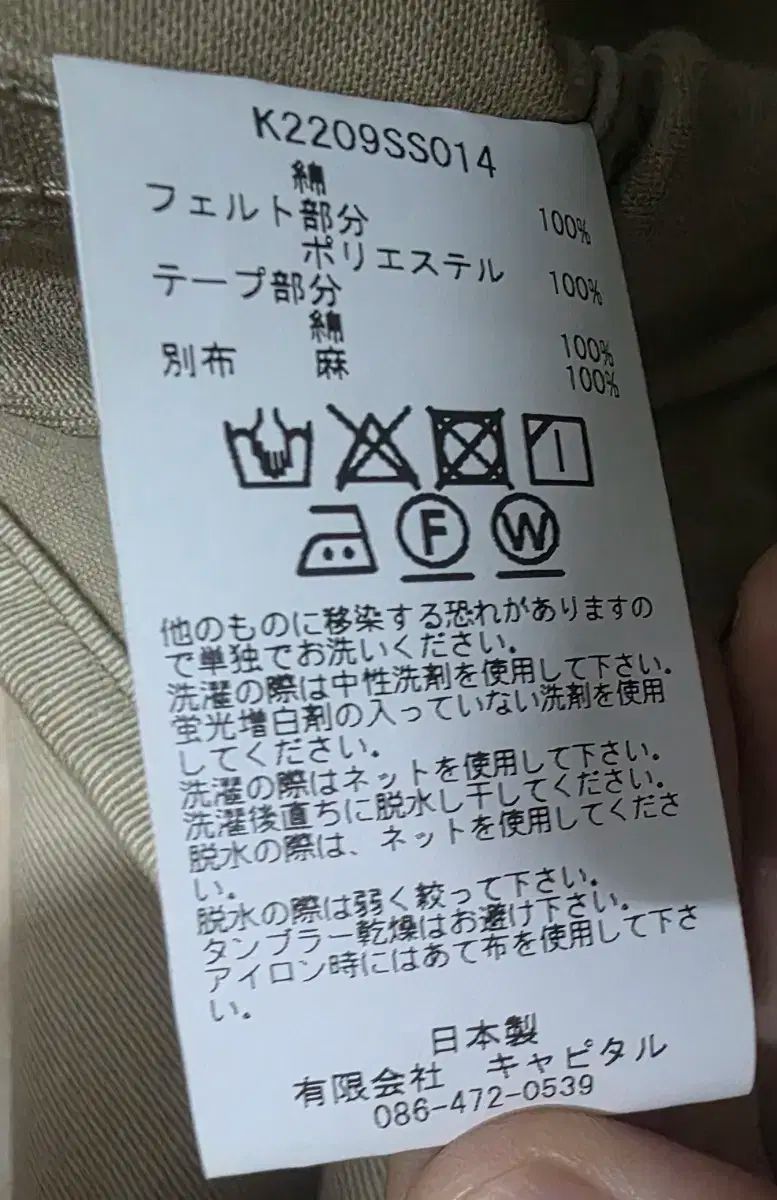 K2209SS014
綿 100%
フェルト部分
ポリエステル 100%
テープ部分
綿 100%
別布 麻 100%
F W
他のものに移染する恐れがありますの
で単独でお洗いください。
洗濯の際は中性洗剤を使用して下さい。
蛍光増白剤の入っていない洗剤を使用
してください。
洗濯の際はネットを使用して下さい。
洗濯後直ちに脱水し干してください。
脱水の際は、ネットを使用してくださ
い。
脱水の際は弱く絞って下さい。
タンブラー乾燥はお避け下さい。
アイロン時にはあて布を使用して下さ
い。
日本製
有限会社 キャピタル
086-472-0539